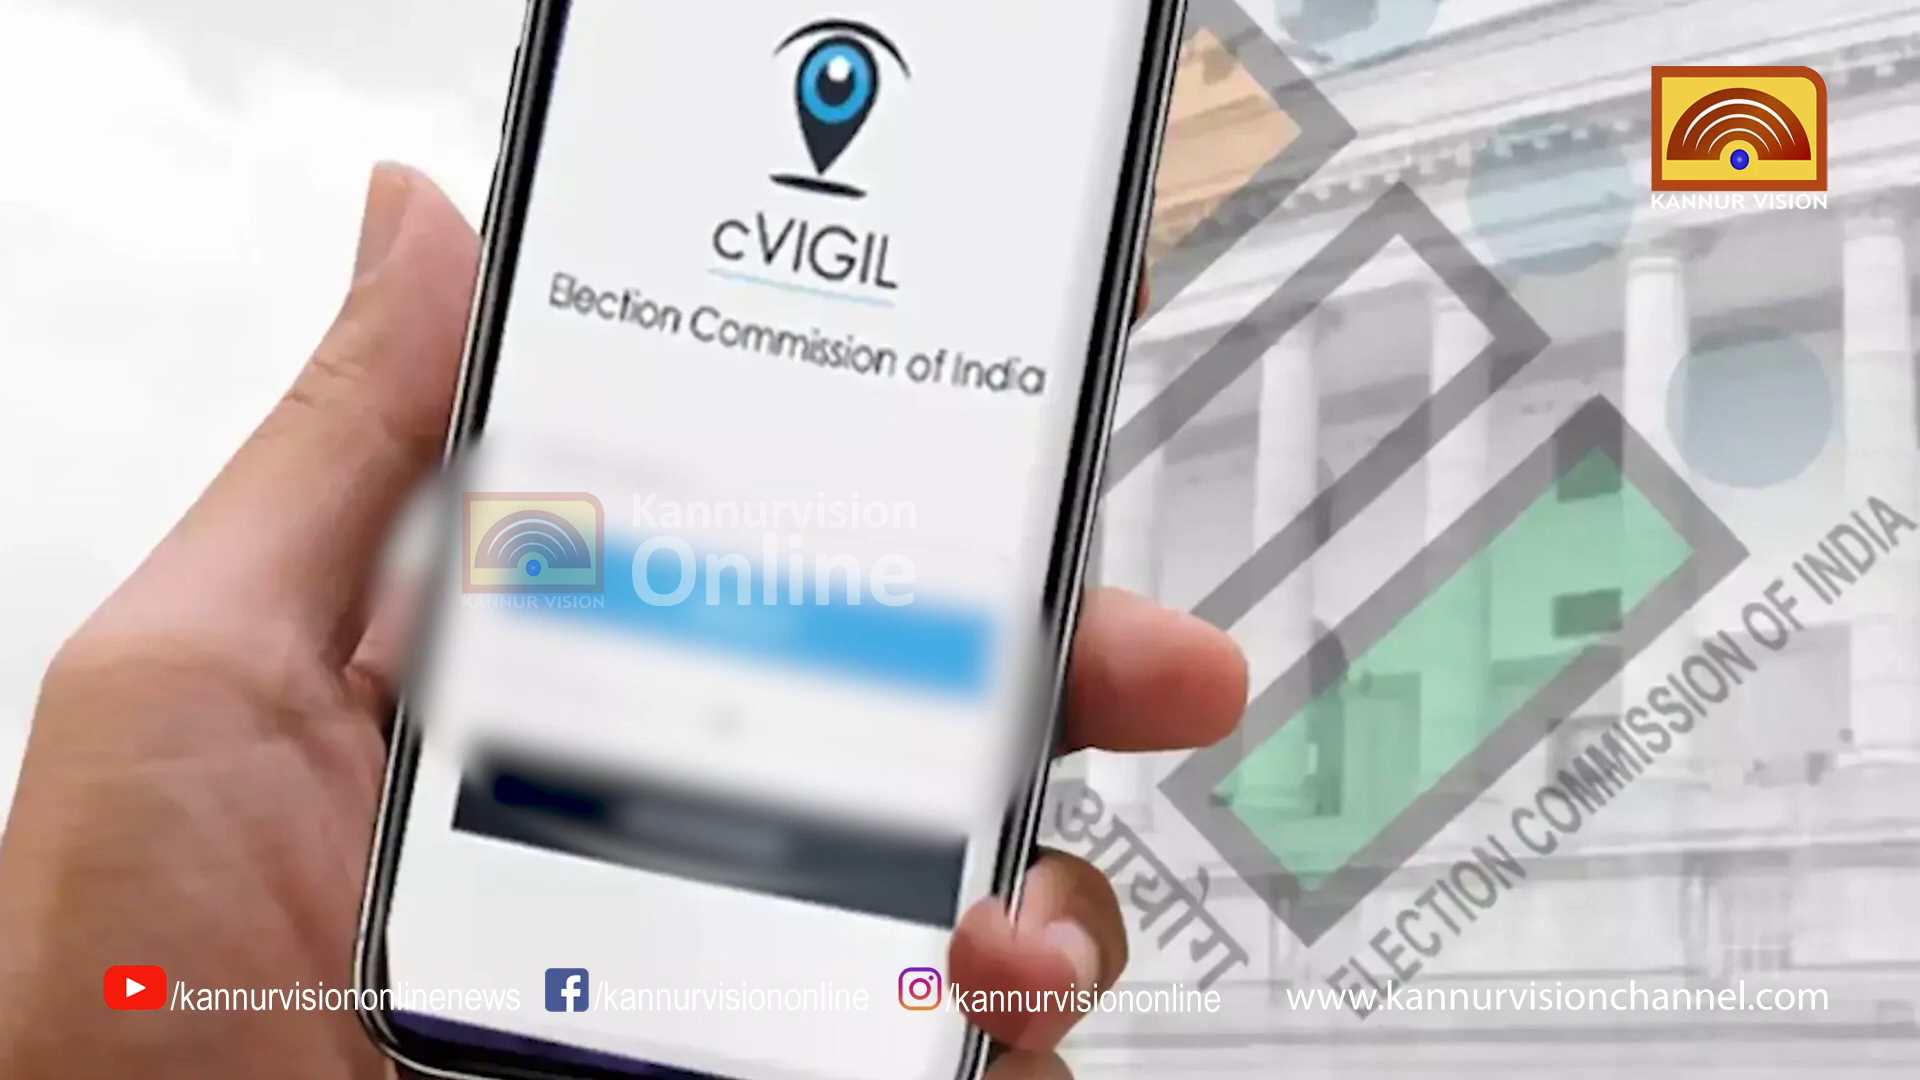 cVIGIL
Election Commission of India
KANNUR VISION
Kannurvision
Online
KANNUR VISION
आयोग
ELECTION COMMISSION OF INDIA
/kannurvisiononlinenews
/kannurvisiononline
/kannurvisiononline
www.kannurvisionchannel.com